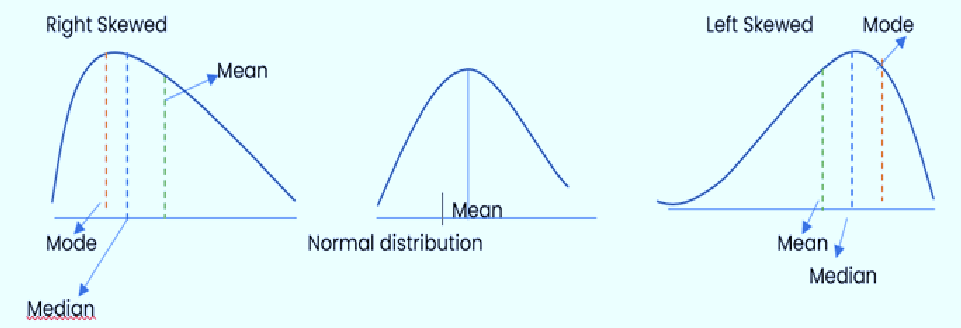 Right Skewed
Mean
Mode
Median
Mean
Normal distribution
Left Skewed
Mode
Mean
Median